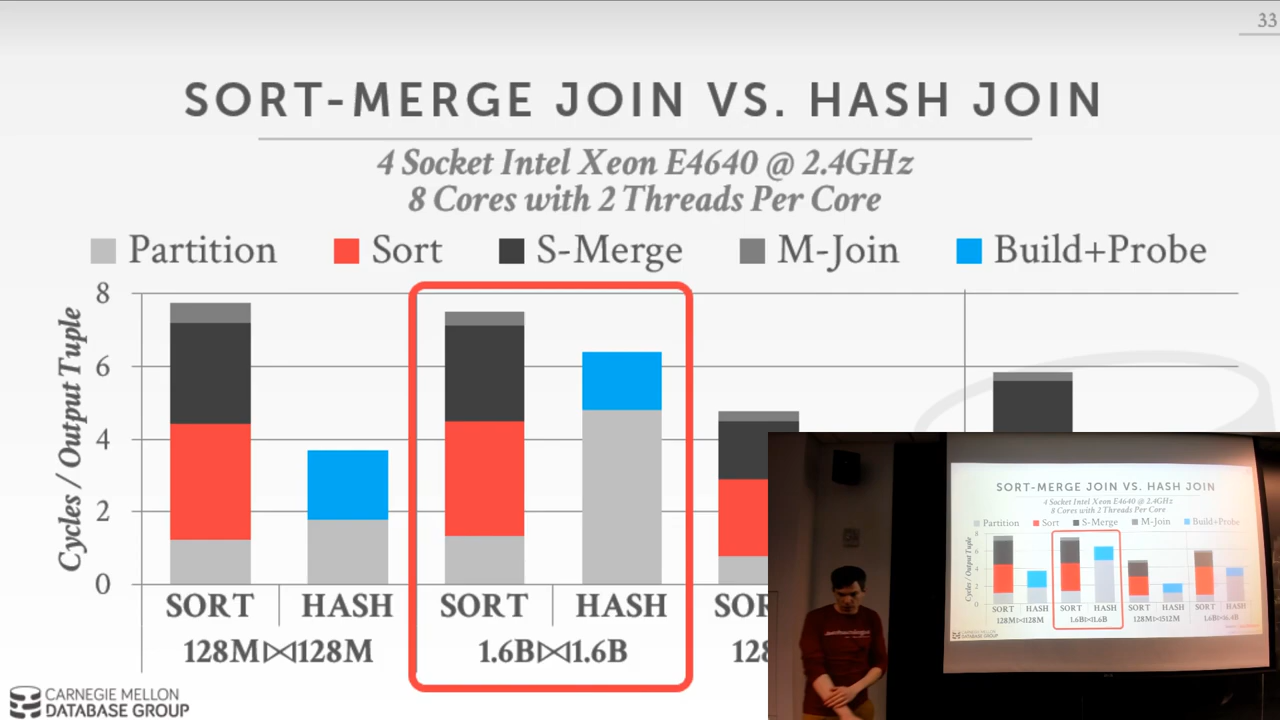 33
SORT-MERGE JOIN VS. HASH JOIN
4 Socket Intel Xeon E4640 @ 2.4GHz
8 Cores with 2 Threads Per Core
Partition Sort S-Merge M-Join Build+Probe
Cycles / Output Tuple
8
6
4
2
0
SORT HASH SORT HASH SOR
128M⋈128M 1.6B⋈1.6B 128
CARNEGIE MELLON
DATABASE GROUP
SORT-MERGE JOIN VS. HASH JOIN
4 Socket Intel Xeon E4640 @ 2.4GHz
8 Cores with 2 Threads Per Core
Partition Sort S-Merge M-Join Build+Probe
Cycles / Output Tuple
SORT HASH SORT HASH SORT HASH SORT HASH
128M⋈128M 1.6B⋈1.6B 128M⋈512M
CARNEGIE MELLON
DATABASE GROUP